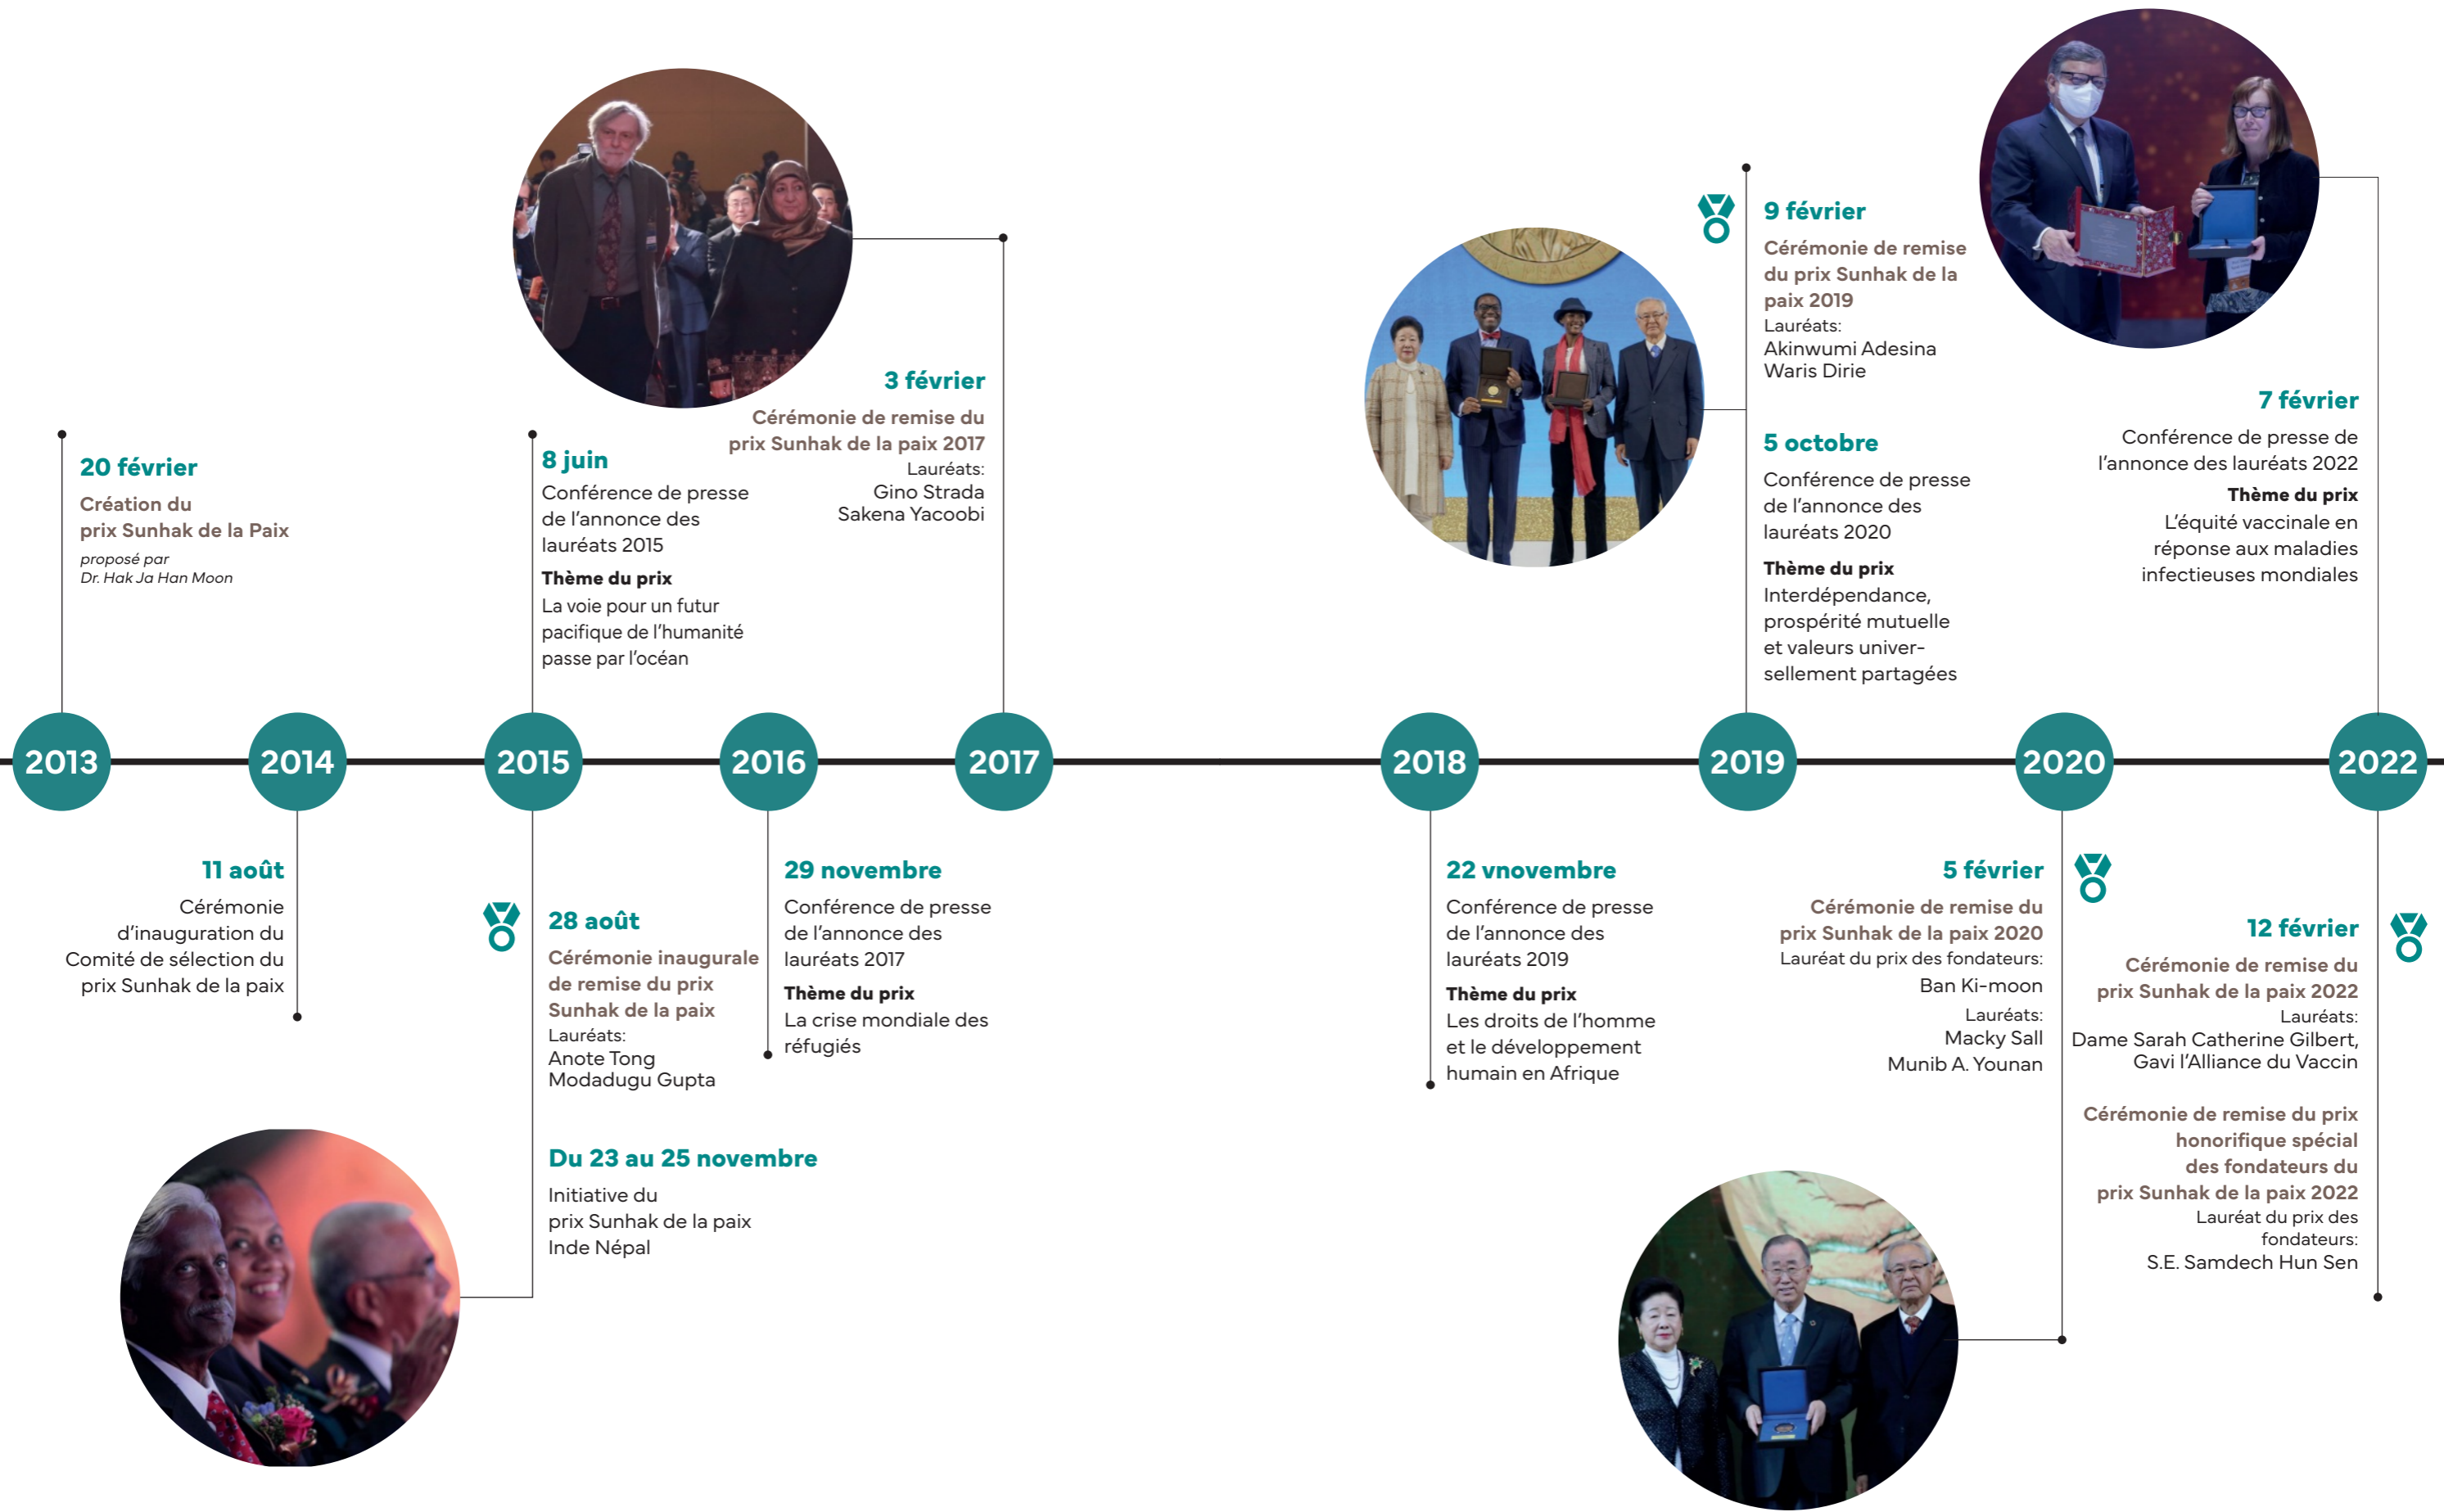 2013
20 février
Création du
prix Sunhak de la Paix
proposé par
Dr. Hak Ja Han Moon
2014
11 août
Cérémonie
d’inauguration du
Comité de sélection du
prix Sunhak de la paix
2015
8 juin
Conférence de presse
de l’annonce des
lauréats 2015
Thème du prix
La voie pour un futur
pacifique de l’humanité
passe par l’océan
28 août
Cérémonie inaugurale
de remise du prix
Sunhak de la paix
Lauréats:
Anote Tong
Modadugu Gupta
Du 23 au 25 novembre
Initiative du
prix Sunhak de la paix
Inde Népal
2016
29 novembre
Conférence de presse
de l’annonce des
lauréats 2017
Thème du prix
La crise mondiale des
réfugiés
2017
3 février
Cérémonie de remise du
prix Sunhak de la paix 2017
Lauréats:
Gino Strada
Sakena Yacoobi
2018
22 vnovembre
Conférence de presse
de l’annonce des
lauréats 2019
Thème du prix
Les droits de l’homme
et le développement
humain en Afrique
2019
9 février
Cérémonie de remise
du prix Sunhak de la
paix 2019
Lauréats:
Akinwumi Adesina
Waris Dirie
5 octobre
Conférence de presse
de l’annonce des
lauréats 2020
Thème du prix
Interdépendance,
prospérité mutuelle
et valeurs univer-
sellement partagées
2020
5 février
Cérémonie de remise du
prix Sunhak de la paix 2020
Lauréat du prix des fondateurs:
Ban Ki-moon
Lauréats:
Macky Sall
Munib A. Younan
2022
7 février
Conférence de presse de
l’annonce des lauréats 2022
Thème du prix
L’équité vaccinale en
réponse aux maladies
infectieuses mondiales
12 février
Cérémonie de remise du
prix Sunhak de la paix 2022
Lauréats:
Dame Sarah Catherine Gilbert,
Gavi l’Alliance du Vaccin
Cérémonie de remise du prix
honorifique spécial
des fondateurs du
prix Sunhak de la paix 2022
Lauréat du prix des
fondateurs:
S.E. Samdech Hun Sen